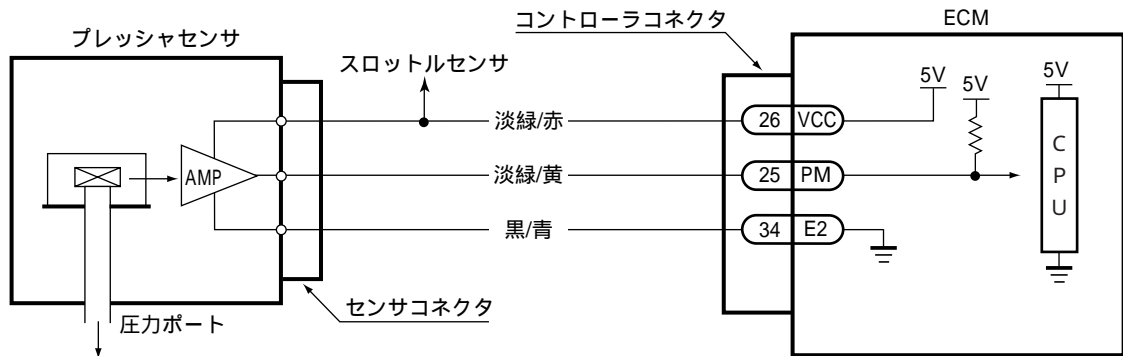 コントローラコネクタ
ECM
プレッシャセンサ
スロットルセンサ
5V
5V
5V
淡緑/赤
26 VCC
AMP
淡緑/黄
25 PM
CPU
黒/青
34 E2
センサコネクタ
圧力ポート